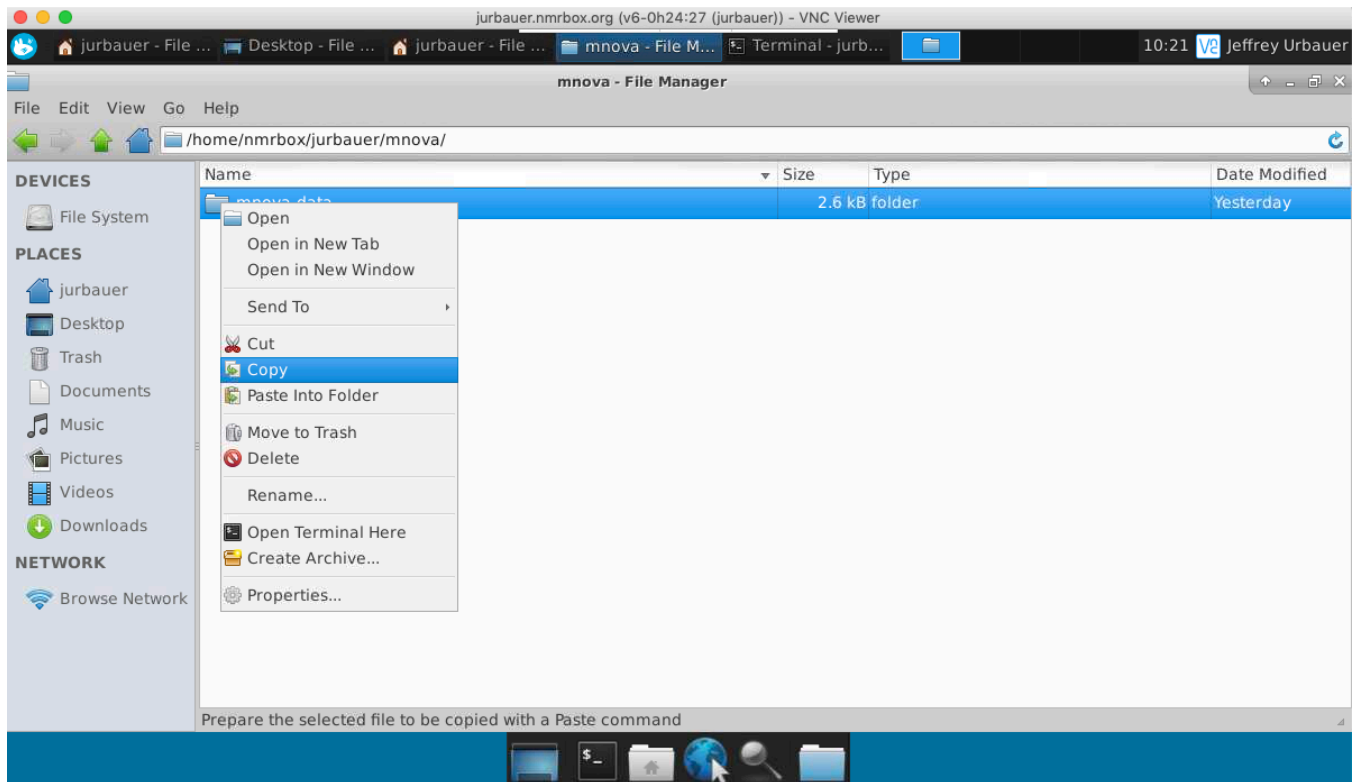 jurbauer.nmrbox.org (v6-0h24:27 (jurbauer)) - VNC Viewer
jurbauer - File ... Desktop - File ... jurbauer - File ... mnova - File M... Terminal - jurb... 10:21 V2 Jeffrey Urbauer
mnova - File Manager
File Edit View Go Help
/home/nmrbox/jurbauer/mnova/
DEVICES
File System
PLACES
jurbauer
Desktop
Trash
Documents
Music
Pictures
Videos
Downloads
NETWORK
Browse Network
Name Size Type Date Modified
mnova-data 2.6 kB folder Yesterday
Open
Open in New Tab
Open in New Window
Send To
Cut
Copy
Paste Into Folder
Move to Trash
Delete
Rename...
Open Terminal Here
Create Archive...
Properties...
Prepare the selected file to be copied with a Paste command
$_